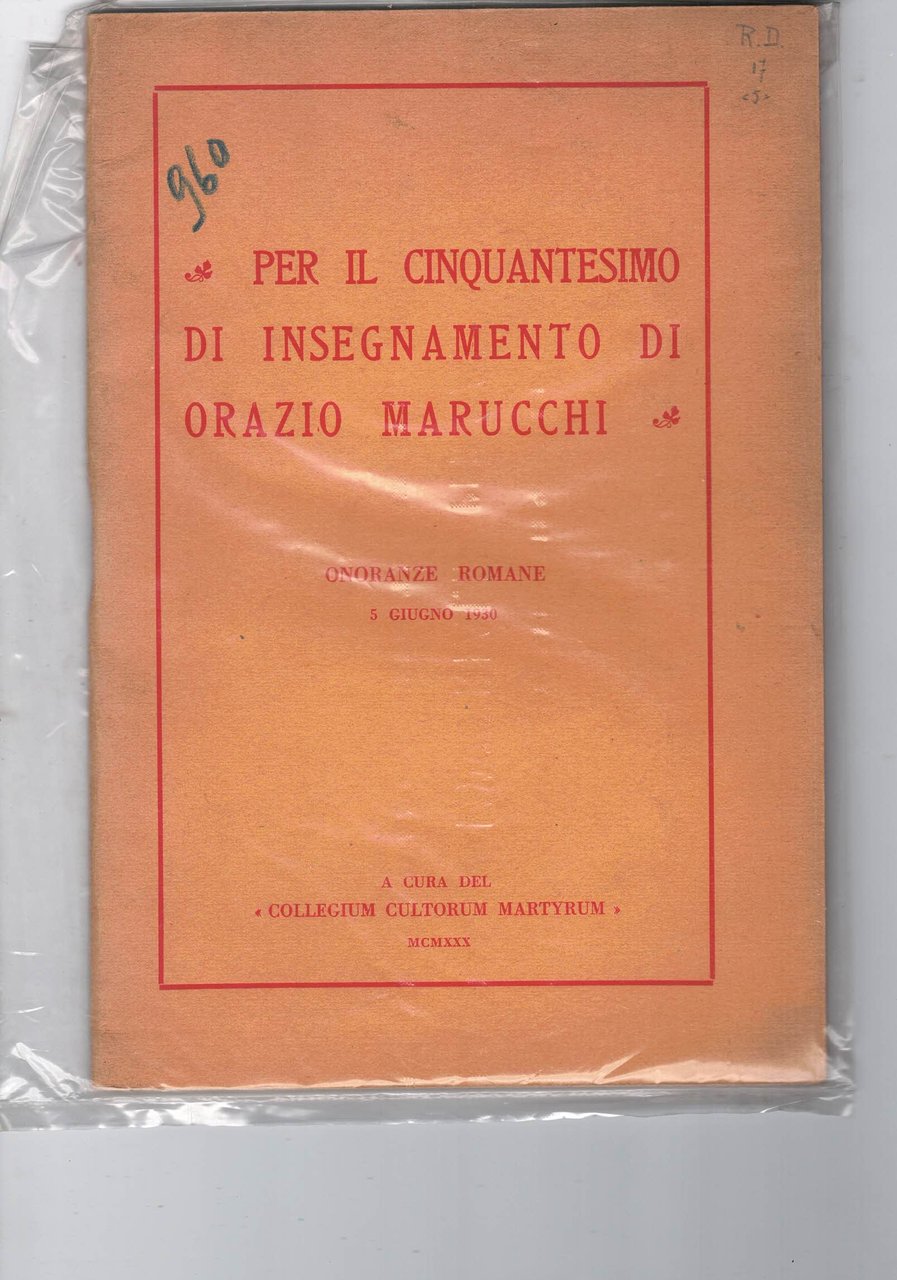 R.D.
17
<5>
960
PER IL CINQUANTESIMO
DI INSEGNAMENTO DI
ORAZIO MARUCCHI
ONORANZE ROMANE
5 GIUGNO 1930
A CURA DEL
« COLLEGIUM CULTORUM MARTYRUM »
MCMXXX